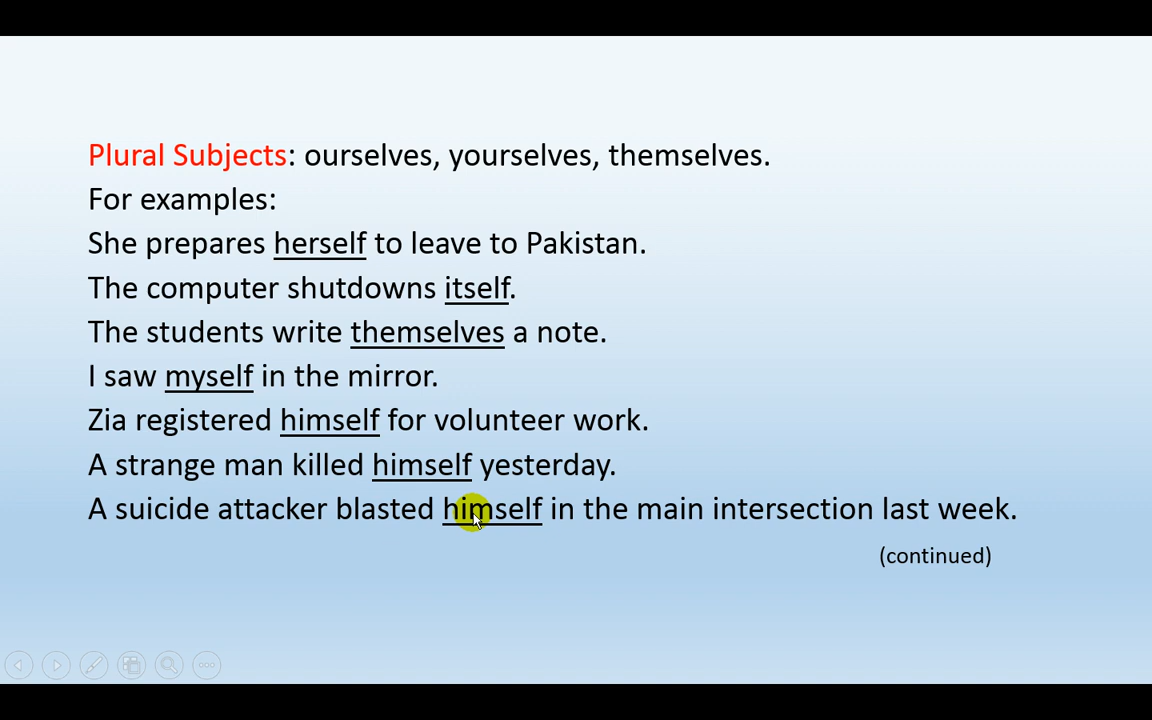 Plural Subjects: ourselves, yourselves, themselves.
For examples:
She prepares herself to leave to Pakistan.
The computer shutdowns itself.
The students write themselves a note.
I saw myself in the mirror.
Zia registered himself for volunteer work.
A strange man killed himself yesterday.
A suicide attacker blasted himself in the main intersection last week.
(continued)